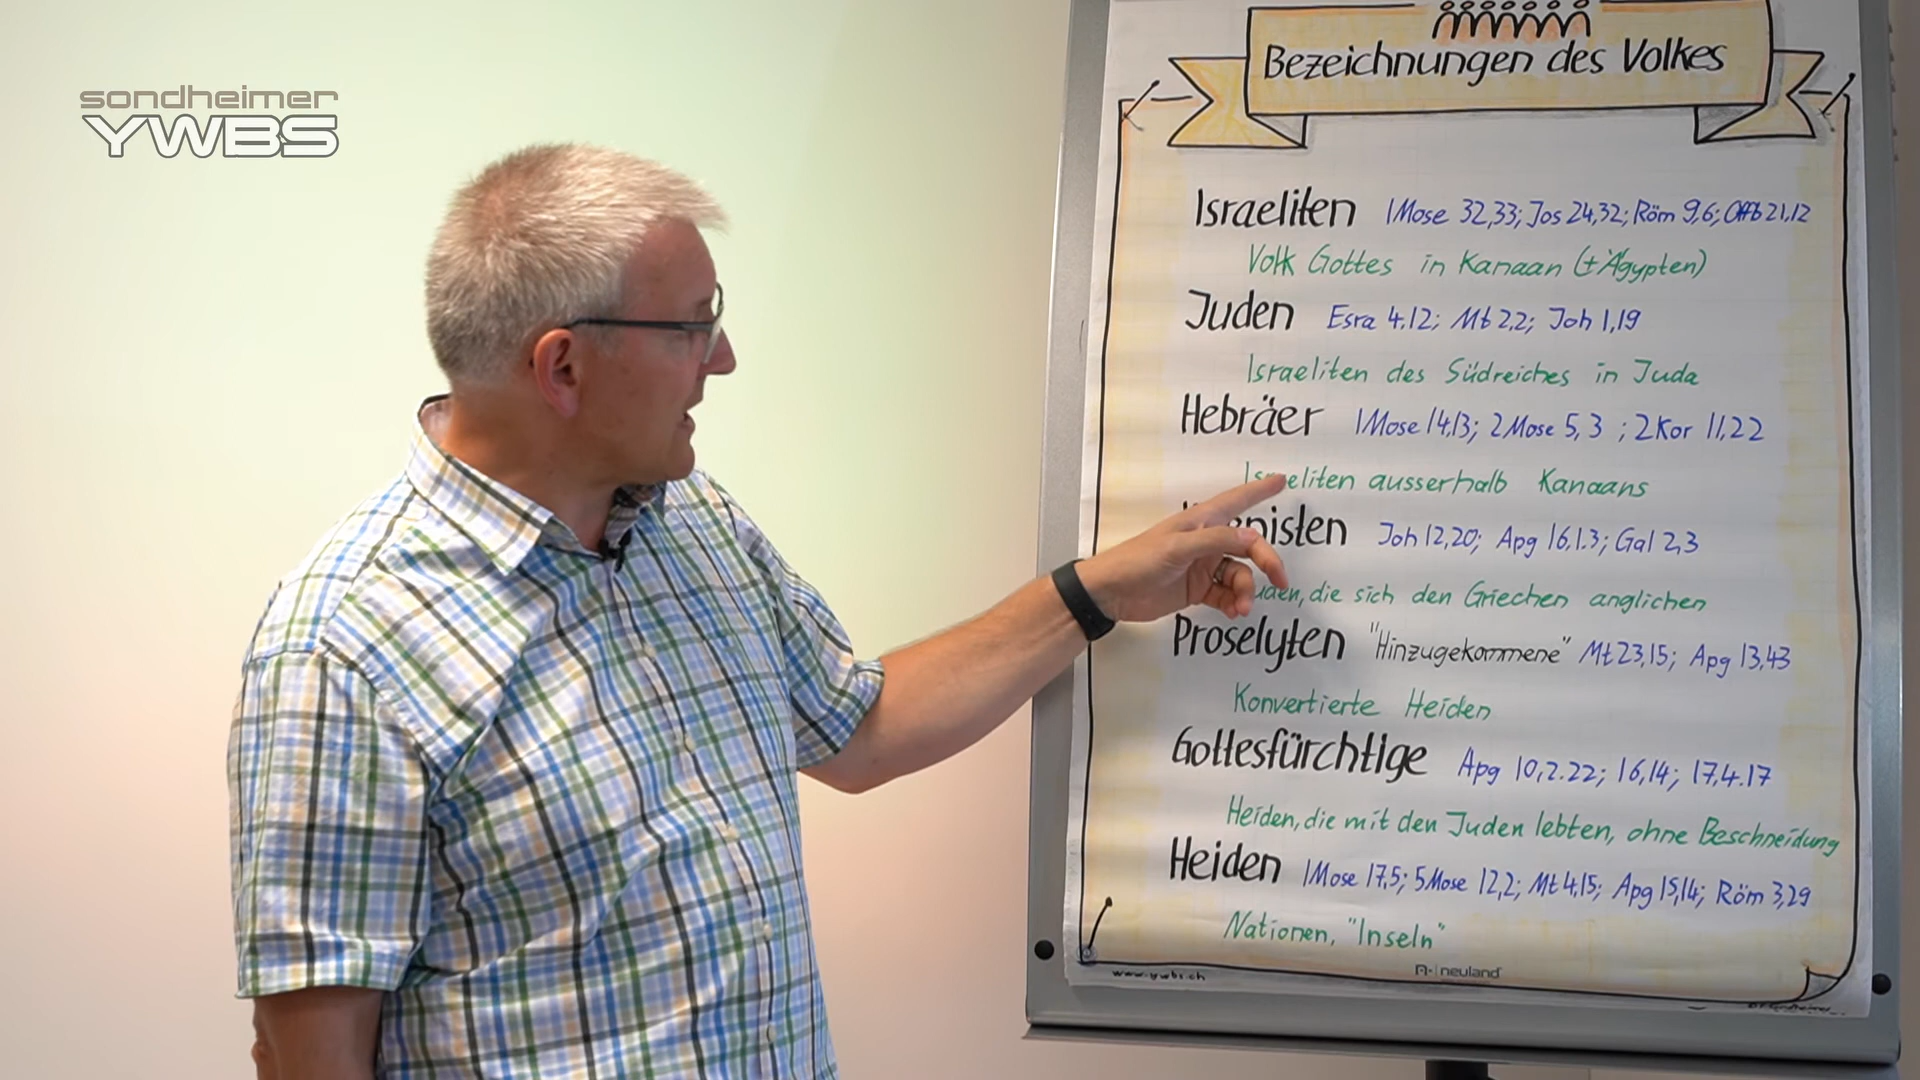 sondheimer
YWBS
Bezeichnungen des Volkes
Israeliten 1Mose 32,33; Jos 24,32; Röm 9,6; Offb 21,12
Volk Gottes in Kanaan (+Ägypten)
Juden Esra 4,12; Mt 2,2; Joh 1,19
Israeliten des Südreiches in Juda
Hebräer 1Mose 14,13; 2Mose 5,3 ; 2Kor 11,22
Israeliten ausserhalb Kanaans
Joh 12,20; Apg 16,1.3; Gal 2,3
die sich den Griechen anglichen
Proselyten "Hinzugekommene" Mt 23,15; Apg 13,43
Konvertierte Heiden
Gottesfürchtige Apg 10,2.22; 16,14; 17,4.17
Heiden, die mit den Juden lebten, ohne Beschneidung
Heiden 1Mose 17,5; 5Mose 12,2; Mt 4,15; Apg 15,14; Röm 3,29
Nationen, "Inseln"
www.ywbs.ch
neuland